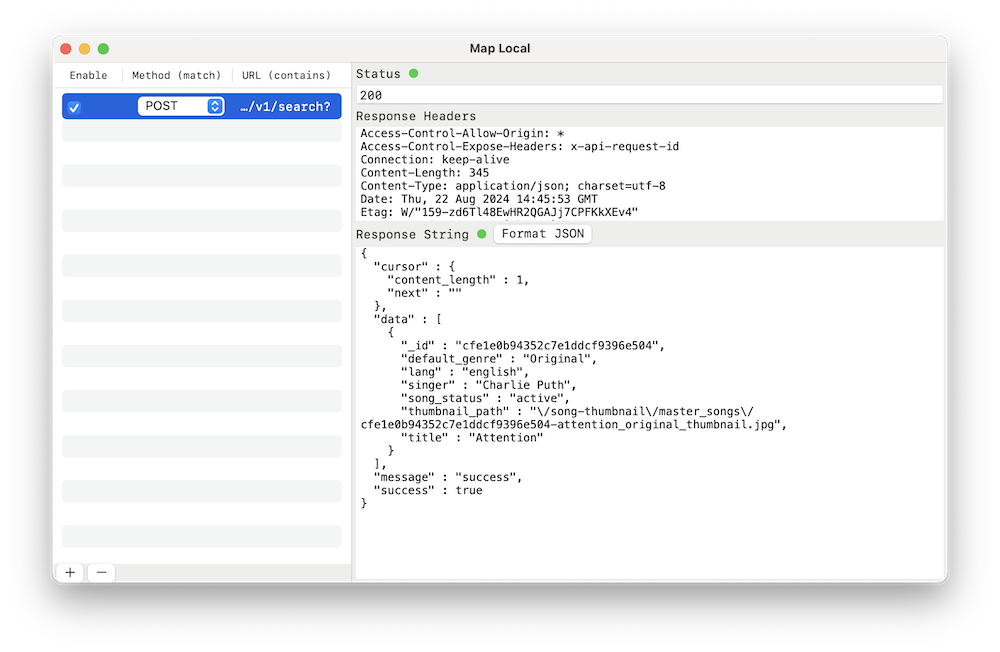 Map Local
Enable Method (match) URL (contains)
POST …/v1/search?
Status
200
Response Headers
Access-Control-Allow-Origin: *
Access-Control-Expose-Headers: x-api-request-id
Connection: keep-alive
Content-Length: 345
Content-Type: application/json; charset=utf-8
Date: Thu, 22 Aug 2024 14:45:53 GMT
Etag: W/"159-zd6Tl48EwHR2QGAJj7CPFKkXEv4"
Response String Format JSON
{
"cursor" : {
"content_length" : 1,
"next" : ""
},
"data" : [
{
"_id" : "cfe1e0b94352c7e1ddcf9396e504",
"default_genre" : "Original",
"lang" : "english",
"singer" : "Charlie Puth",
"song_status" : "active",
"thumbnail_path" : "\/song-thumbnail\/master_songs\/
cfe1e0b94352c7e1ddcf9396e504-attention_original_thumbnail.jpg",
"title" : "Attention"
}
],
"message" : "success",
"success" : true
}
+ −